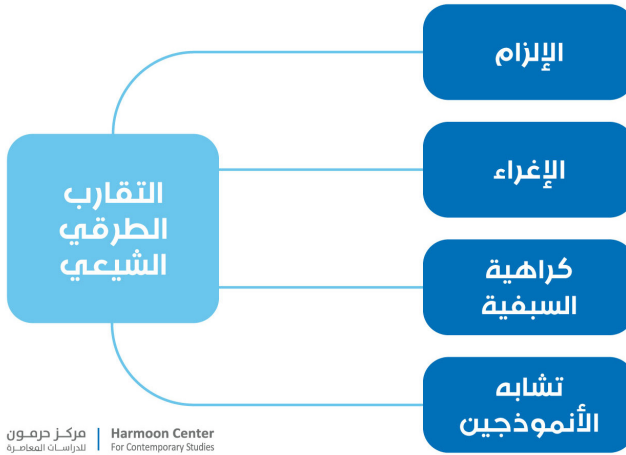 الإلزام
الإغراء
كراهية
السبفية
تشابه
الأنموذجين
التقارب
الطرقي
الشيعي
مركز حرمون
للدراسات المعاصرة
Harmoon Center
For Contemporary Studies